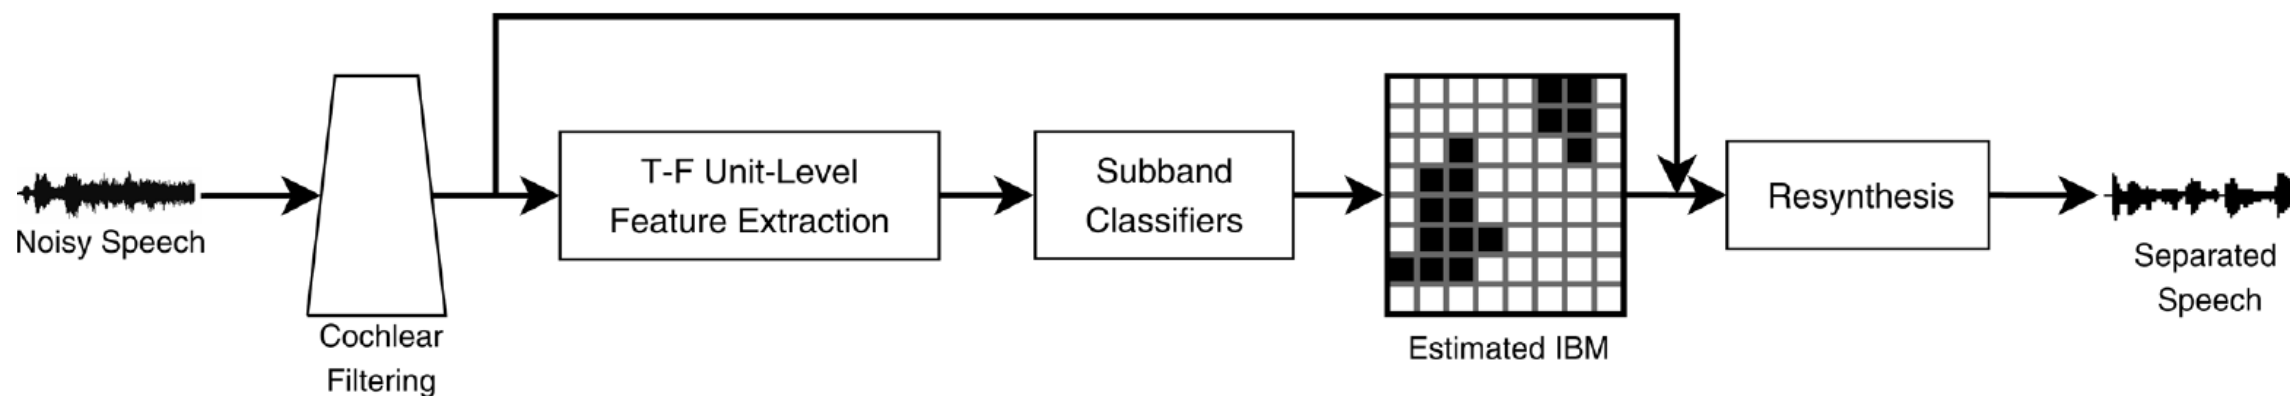 Noisy Speech
Cochlear
Filtering
T-F Unit-Level
Feature Extraction
Subband
Classifiers
Estimated IBM
Resynthesis
Separated
Speech